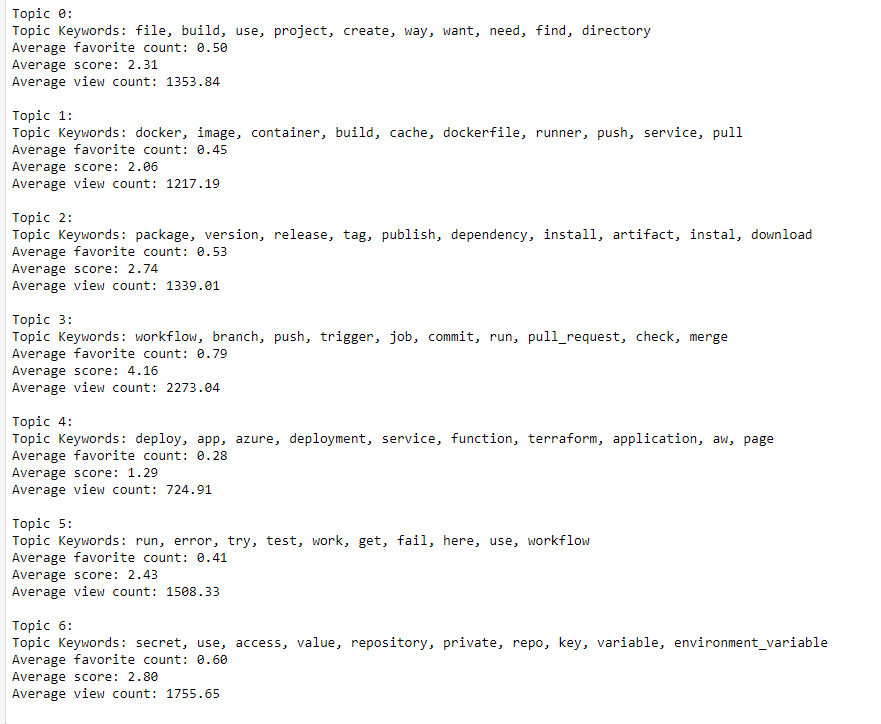 Topic 0:
Topic Keywords: file, build, use, project, create, way, want, need, find, directory
Average favorite count: 0.50
Average score: 2.31
Average view count: 1353.84
Topic 1:
Topic Keywords: docker, image, container, build, cache, dockerfile, runner, push, service, pull
Average favorite count: 0.45
Average score: 2.06
Average view count: 1217.19
Topic 2:
Topic Keywords: package, version, release, tag, publish, dependency, install, artifact, instal, download
Average favorite count: 0.53
Average score: 2.74
Average view count: 1339.01
Topic 3:
Topic Keywords: workflow, branch, push, trigger, job, commit, run, pull_request, check, merge
Average favorite count: 0.79
Average score: 4.16
Average view count: 2273.04
Topic 4:
Topic Keywords: deploy, app, azure, deployment, service, function, terraform, application, aw, page
Average favorite count: 0.28
Average score: 1.29
Average view count: 724.91
Topic 5:
Topic Keywords: run, error, try, test, work, get, fail, here, use, workflow
Average favorite count: 0.41
Average score: 2.43
Average view count: 1508.33
Topic 6:
Topic Keywords: secret, use, access, value, repository, private, repo, key, variable, environment_variable
Average favorite count: 0.60
Average score: 2.80
Average view count: 1755.65